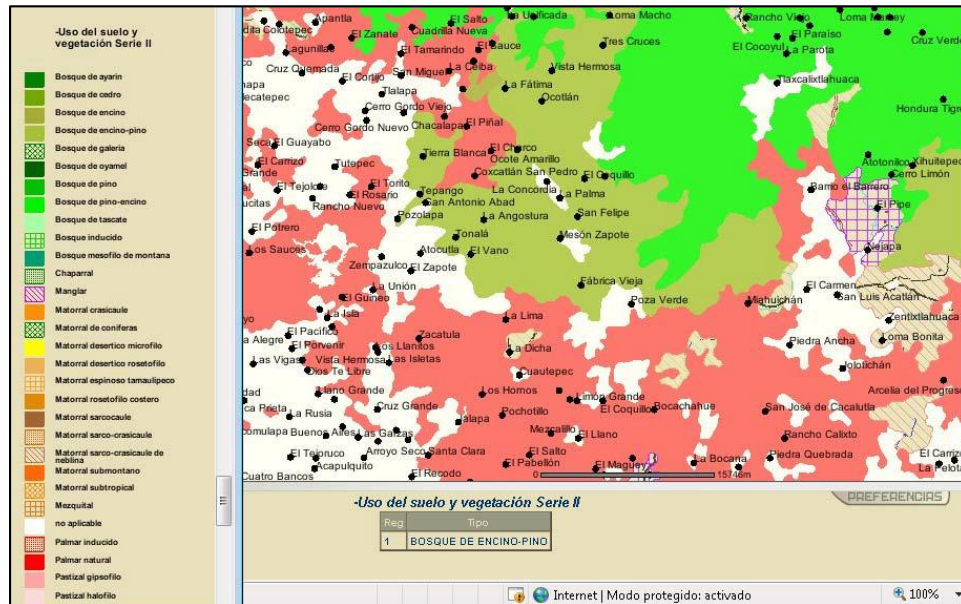 -Uso del suelo y
vegetación Serie II
Bosque de ayarin
Bosque de cedro
Bosque de encino
Bosque de encino-pino
Bosque de galeria
Bosque de oyamel
Bosque de pino
Bosque de pino-encino
Bosque de tascate
Bosque inducido
Bosque mesofilo de montana
Chaparral
Manglar
Matorral crasicaule
Matorral de coniferas
Matorral desertico microfilo
Matorral desertico rosetofilo
Matorral espinoso tamaulipeco
Matorral rosetofilo costero
Matorral sarcocaule
Matorral sarco-crasicaule
Matorral sarco-crasicaule de
neblina
Matorral submontano
Matorral subtropical
Mezquital
no aplicable
Palmar inducido
Palmar natural
Pastizal gipsofilo
Pastizal halofilo
Apantla El Salto La Unificada Loma Macho Rancho Viejo Loma Mamey
Cuadrilla Nueva
El Zanate El Paraíso
Lagunillas El Tamarindo El Sauce Tres Cruces El Cocoyul La Parota Cruz Verde
Cruz Quemada San Miguel La Ceiba Vista Hermosa
El Cortijo Tlaxcalixtlahuaca
Tlalapa La Fátima
Cerro Gordo Viejo Ocotlán Hondura Tigre
Cerro Gordo Nuevo Chacalapa El Piñal
El Guayabo El Charco
El Carrizo Tutepec Tierra Blanca Ocote Amarillo Atotonilco Xihuitepec
Coxcatlán San Pedro El Coquillo Cerro Limón
El Tejolote El Torito La Concordia
El Rosario Tepango La Palma Barrio el Barrero
Rancho Nuevo San Antonio Abad San Felipe El Pipe
El Potrero Pozolapa La Angostura
Tonalá Mesón Zapote
Los Sauces Atocutla El Vano Nejapa
Zempazulco El Zapote
La Unión Fábrica Vieja El Carmen
El Guineo Poza Verde Miahuichán San Luis Acatlán
La Isla La Lima Zentixtlahuaca
El Pacífico Zacatula
El Porvenir Los Llanitos La Dicha Piedra Ancha Loma Bonita
Las Vigas Vista Hermosa Las Isletas
Dios Te Libre Cuautepec Jolotichán
Llano Grande Los Hornos Arcelia del Progreso
La Rusia Cruz Grande Limón Grande
Pochotillo El Coquillo Bocachahue San José de Cacalutla
Jalapa
Buenos Aires Las Garzas Mezcalillo El Llano Rancho Calixto
El Tejoruco Arroyo Seco Santa Clara El Salto
Acapulquito El Pabellón El Maguey La Bocana Piedra Quebrada
Cuatro Bancos El Recodo 0 15746m
-Uso del suelo y vegetación Serie II
PREFERENCIAS
Reg Tipo
1 BOSQUE DE ENCINO-PINO
Internet | Modo protegido: activado 100%